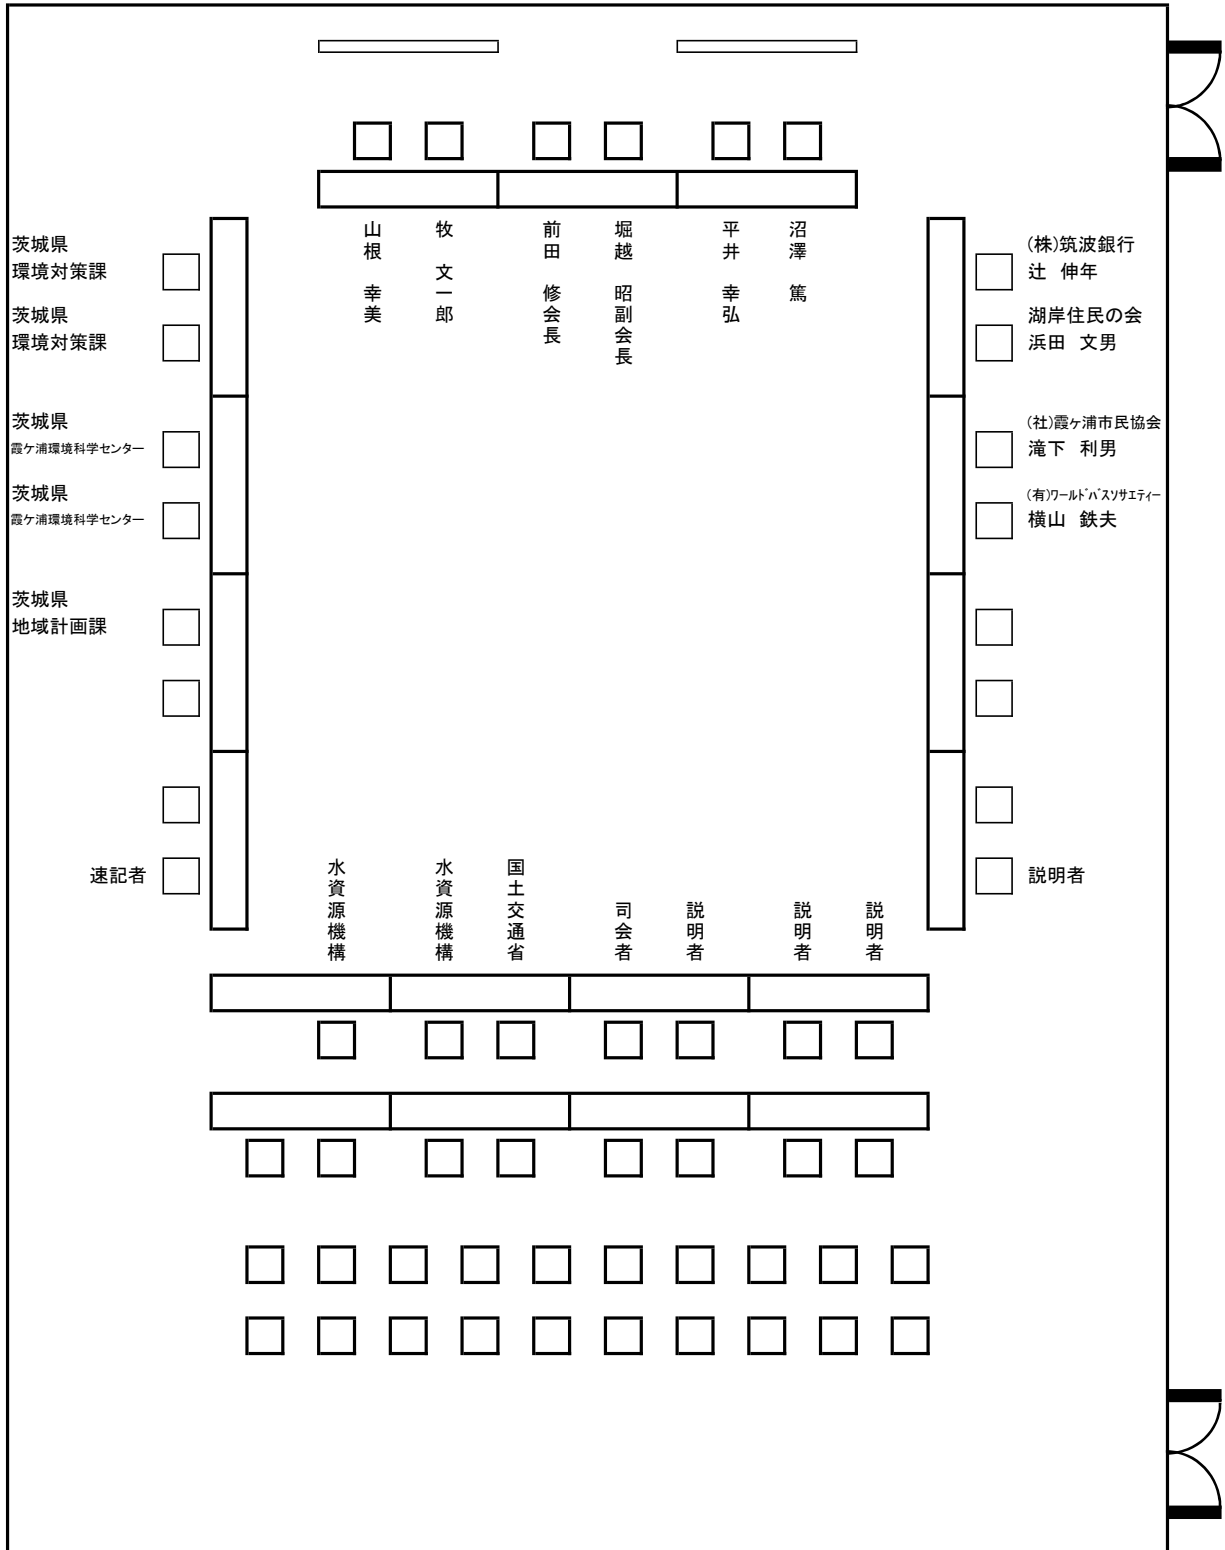 山根 幸美
牧 文一郎
前田 修会長
堀越 昭副会長
平井 幸弘
沼澤 篤
茨城県
環境対策課
茨城県
環境対策課
茨城県
霞ケ浦環境科学センター
茨城県
霞ケ浦環境科学センター
茨城県
地域計画課
速記者
(株)筑波銀行
辻 伸年
湖岸住民の会
浜田 文男
(社)霞ヶ浦市民協会
滝下 利男
(有)ワールドバスソサエティー
横山 鉄夫
説明者
水資源機構
水資源機構
国土交通省
司会者
説明者
説明者
説明者